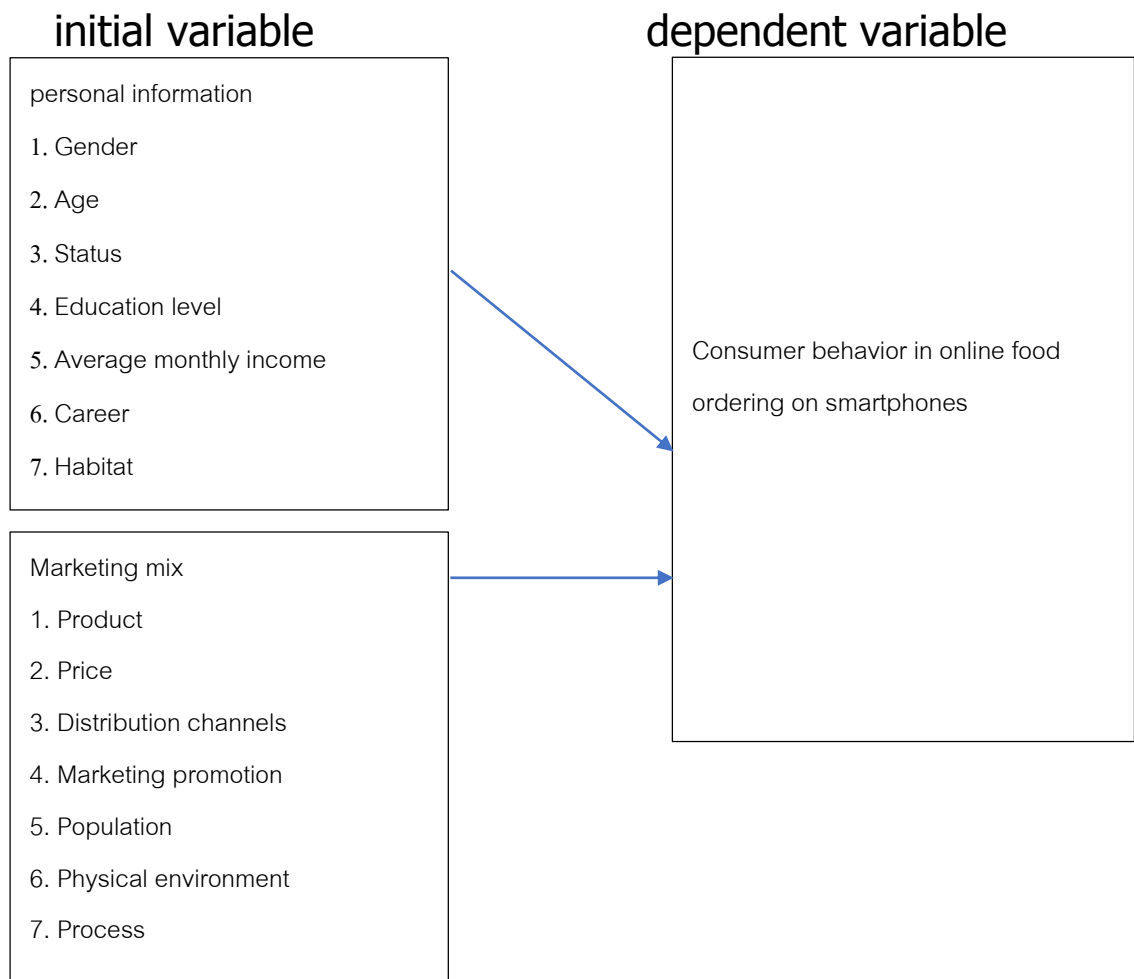 initial variable
dependent variable
personal information
1. Gender
2. Age
3. Status
4. Education level
5. Average monthly income
6. Career
7. Habitat
Marketing mix
1. Product
2. Price
3. Distribution channels
4. Marketing promotion
5. Population
6. Physical environment
7. Process
Consumer behavior in online food
ordering on smartphones